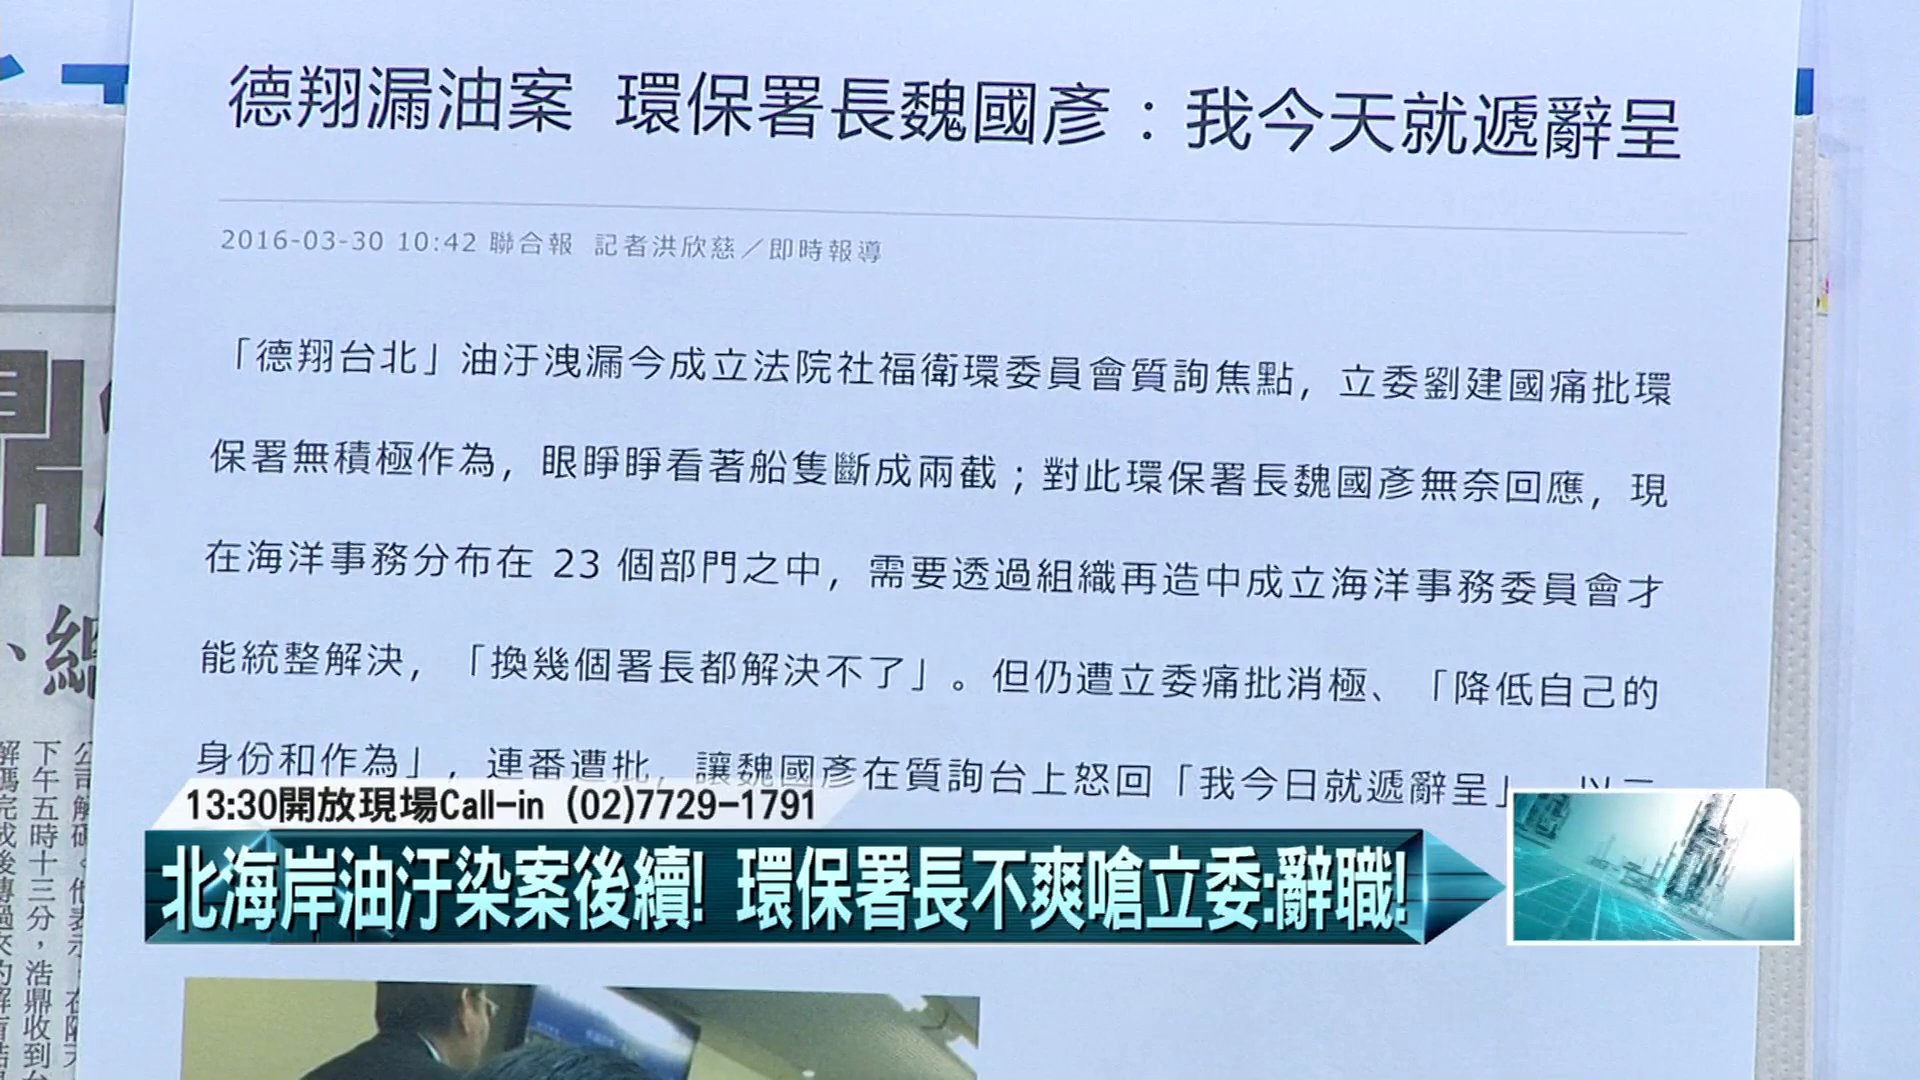 德翔漏油案 環保署長魏國彥：我今天就遞辭呈
2016-03-30 10:42 聯合報 記者洪欣慈／即時報導
「德翔台北」油汙洩漏今成立法院社福衛環委員會質詢焦點，立委劉建國痛批環
保署無積極作為，眼睜睜看著船隻斷成兩截；對此環保署長魏國彥無奈回應，現
在海洋事務分布在 23 個部門之中，需要透過組織再造中成立海洋事務委員會才
能統整解決，「換幾個署長都解決不了」。但仍遭立委痛批消極、「降低自己的
身份和作為」，連番遭批，讓魏國彥在質詢台上怒回「我今日就遞辭呈」
13:30開放現場Call-in (02)7729-1791
北海岸油汙染案後續! 環保署長不爽嗆立委:辭職!
下午五時十三分，浩鼎收到